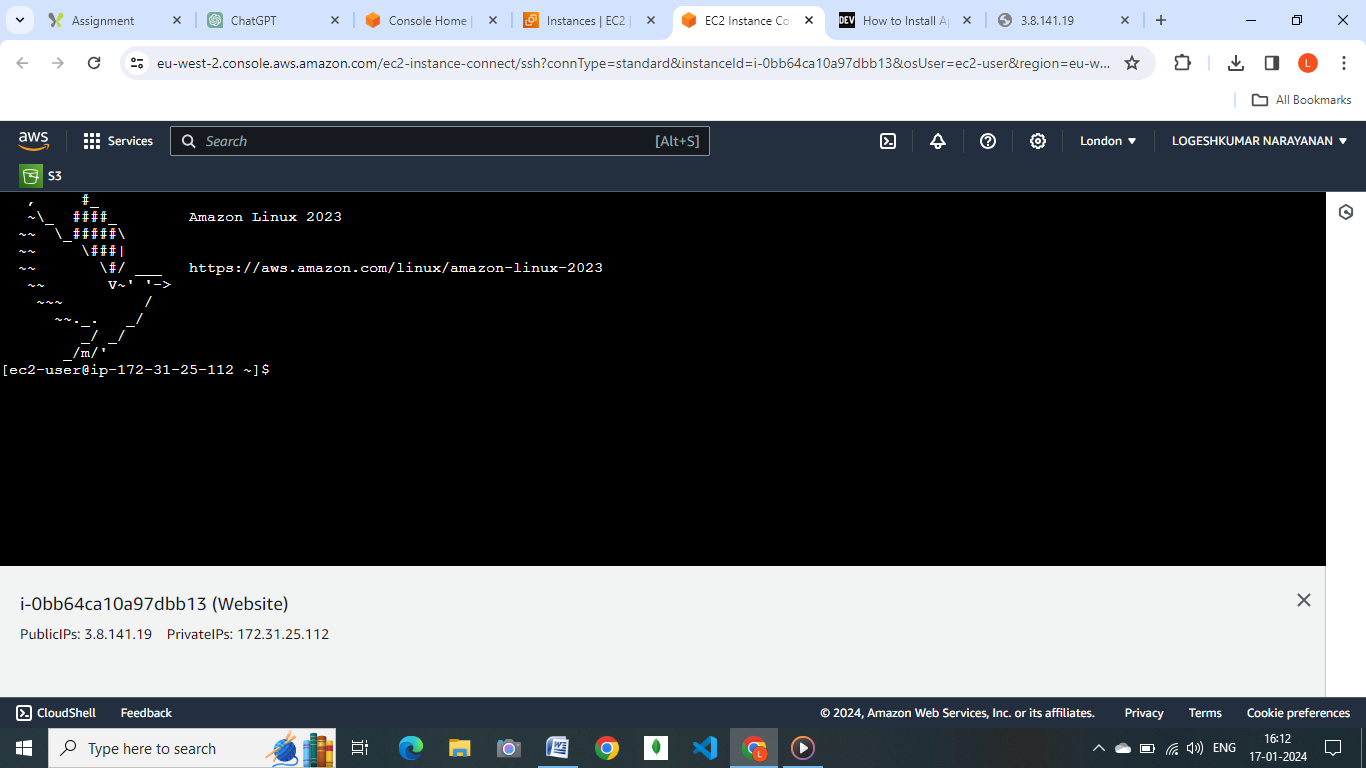 Assignment
ChatGPT
Console Home |
Instances | EC2 |
EC2 Instance Co
DEV
How to Install A
3.8.141.19
eu-west-2.console.aws.amazon.com/ec2-instance-connect/ssh?connType=standard&instanceId=i-0bb64ca10a97dbb13&osUser=ec2-user&region=eu-w...
L
All Bookmarks
aws
Services
Search
[Alt+S]
London
LOGESHKUMAR NARAYANAN
S3
   ,     #_
   ~\_  ####_        Amazon Linux 2023
  ~~  \_#####\
  ~~     \###|
  ~~       \#/ ___   https://aws.amazon.com/linux/amazon-linux-2023
   ~~       V~' '->
    ~~~         /
      ~~._.   _/
         _/ _/
       _/m/'
[ec2-user@ip-172-31-25-112 ~]$
i-0bb64ca10a97dbb13 (Website)
PublicIPs: 3.8.141.19 PrivateIPs: 172.31.25.112
CloudShell
Feedback
© 2024, Amazon Web Services, Inc. or its affiliates.
Privacy
Terms
Cookie preferences
Type here to search
L
ENG
16:12
17-01-2024